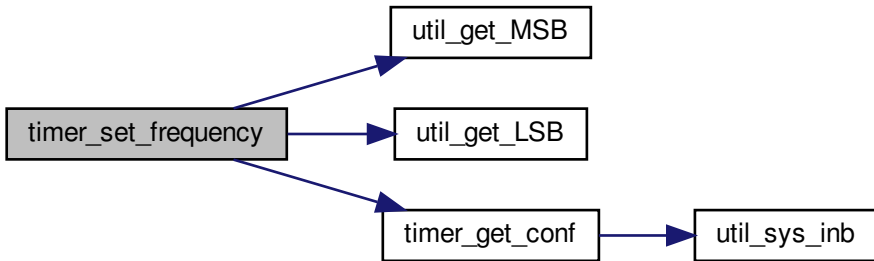 util_get_MSB
timer_set_frequency
util_get_LSB
timer_get_conf
util_sys_inb